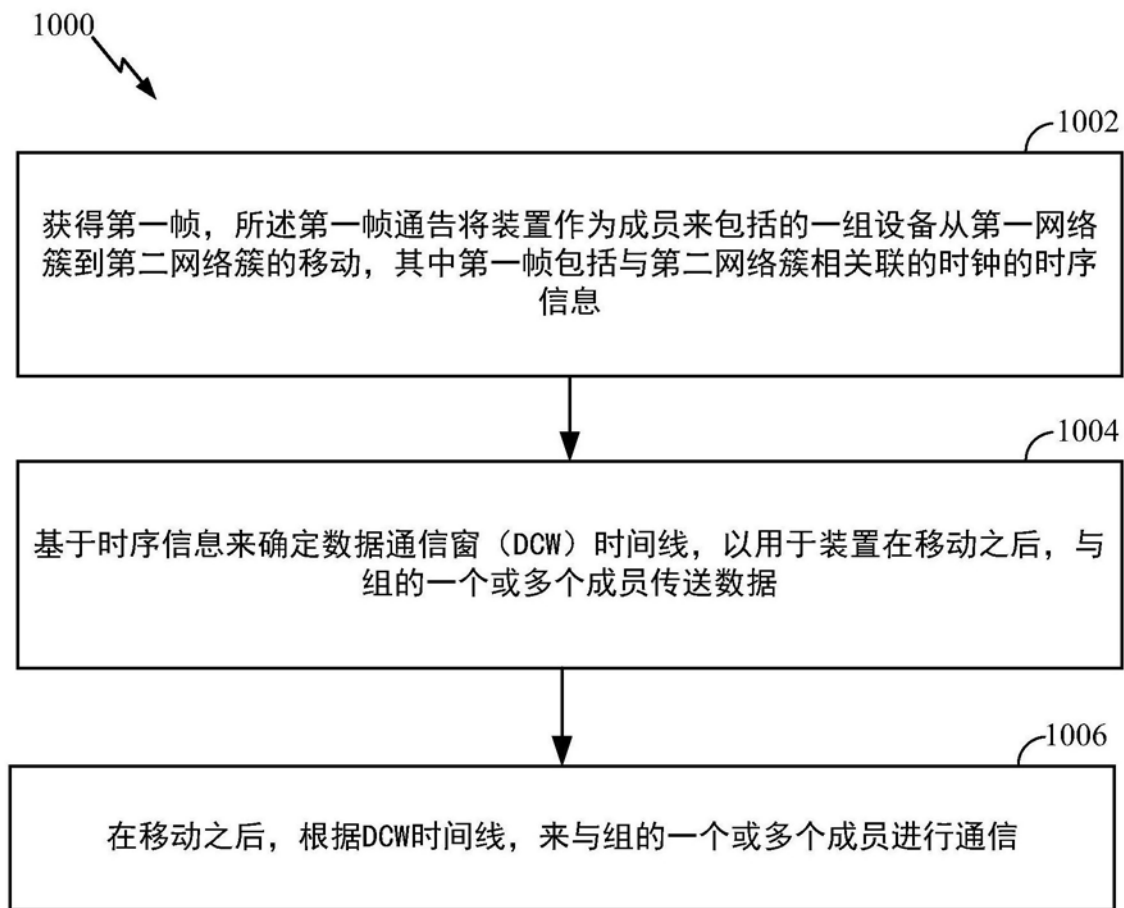 1000
1002
获得第一帧，所述第一帧通告将装置作为成员来包括的一组设备从第一网络
簇到第二网络簇的移动，其中第一帧包括与第二网络簇相关联的时钟的时序
信息
1004
基于时序信息来确定数据通信窗（DCW）时间线，以用于装置在移动之后，与
组的一个或多个成员传送数据
1006
在移动之后，根据DCW时间线，来与组的一个或多个成员进行通信